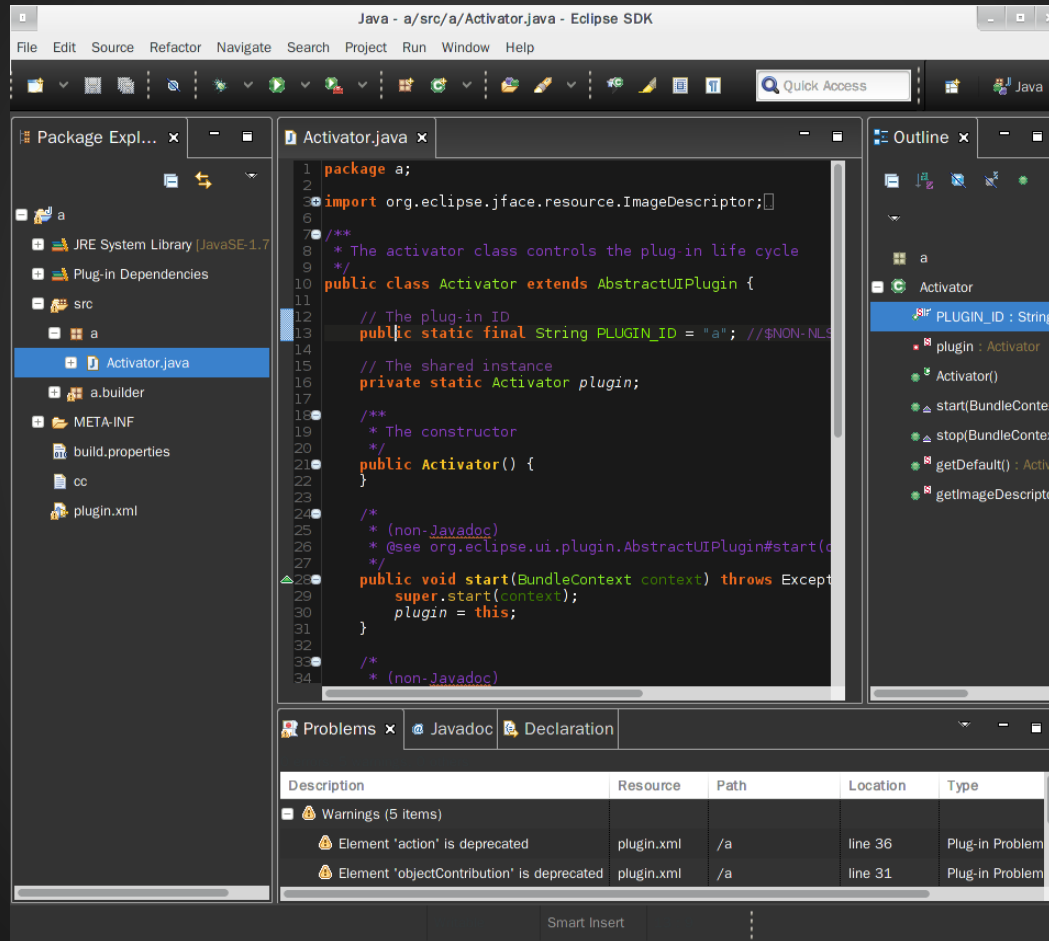 Java - a/src/a/Activator.java - Eclipse SDK
File Edit Source Refactor Navigate Search Project Run Window Help
Quick Access
Java
Package Expl...
a
JRE System Library [JavaSE-1.7
Plug-in Dependencies
src
a
Activator.java
a.builder
META-INF
build.properties
cc
plugin.xml
Activator.java
1 package a;
2
3 import org.eclipse.jface.resource.ImageDescriptor;
6
7 /**
8 * The activator class controls the plug-in life cycle
9 */
10 public class Activator extends AbstractUIPlugin {
11
12 // The plug-in ID
13 public static final String PLUGIN_ID = "a"; //$NON-NLS
14
15 // The shared instance
16 private static Activator plugin;
17
18 /**
19 * The constructor
20 */
21 public Activator() {
22 }
23
24 /*
25 * (non-Javadoc)
26 * @see org.eclipse.ui.plugin.AbstractUIPlugin#start(o
27 */
28 public void start(BundleContext context) throws Except
29 super.start(context);
30 plugin = this;
31 }
32
33 /*
34 * (non-Javadoc)
Outline
a
Activator
PLUGIN_ID : String
plugin : Activator
Activator()
start(BundleConte
stop(BundleConte
getDefault() : Activ
getImageDescripto
Problems Javadoc Declaration
Description Resource Path Location Type
Warnings (5 items)
Element 'action' is deprecated plugin.xml /a line 36 Plug-in Problem
Element 'objectContribution' is deprecated plugin.xml /a line 31 Plug-in Problem
Smart Insert